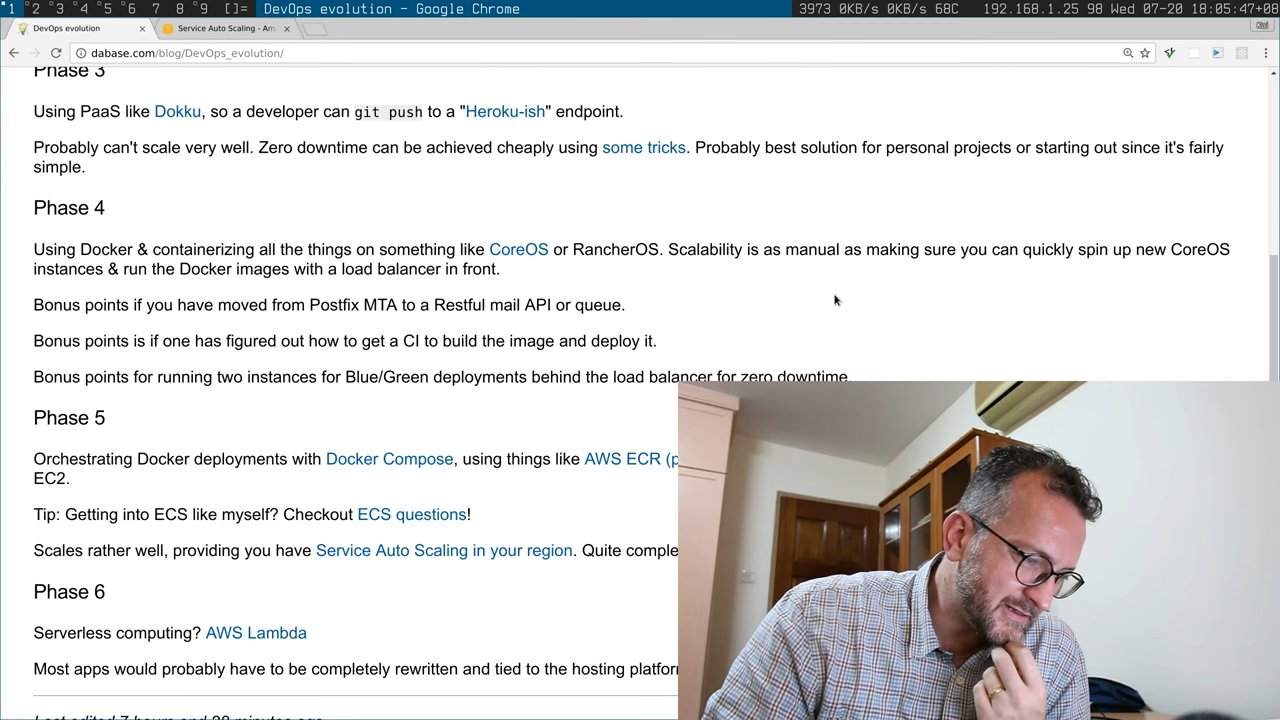 1 2 3 4 5 6 7 8 9 []= DevOps evolution - Google Chrome 3973 0KB/s 0KB/s 68C 192.168.1.25 98 Wed 07-20 18:05:47+08
DevOps evolution × Service Auto Scaling - Am ×
Kai
dabase.com/blog/DevOps_evolution/
Phase 3
Using PaaS like Dokku, so a developer can git push to a "Heroku-ish" endpoint.
Probably can't scale very well. Zero downtime can be achieved cheaply using some tricks. Probably best solution for personal projects or starting out since it's fairly
simple.
Phase 4
Using Docker & containerizing all the things on something like CoreOS or RancherOS. Scalability is as manual as making sure you can quickly spin up new CoreOS
instances & run the Docker images with a load balancer in front.
Bonus points if you have moved from Postfix MTA to a Restful mail API or queue.
Bonus points is if one has figured out how to get a CI to build the image and deploy it.
Bonus points for running two instances for Blue/Green deployments behind the load balancer for zero downtime.
Phase 5
Orchestrating Docker deployments with Docker Compose, using things like AWS ECR (p
EC2.
Tip: Getting into ECS like myself? Checkout ECS questions!
Scales rather well, providing you have Service Auto Scaling in your region. Quite comple
Phase 6
Serverless computing? AWS Lambda
Most apps would probably have to be completely rewritten and tied to the hosting platfor
Last edited 7 hours and